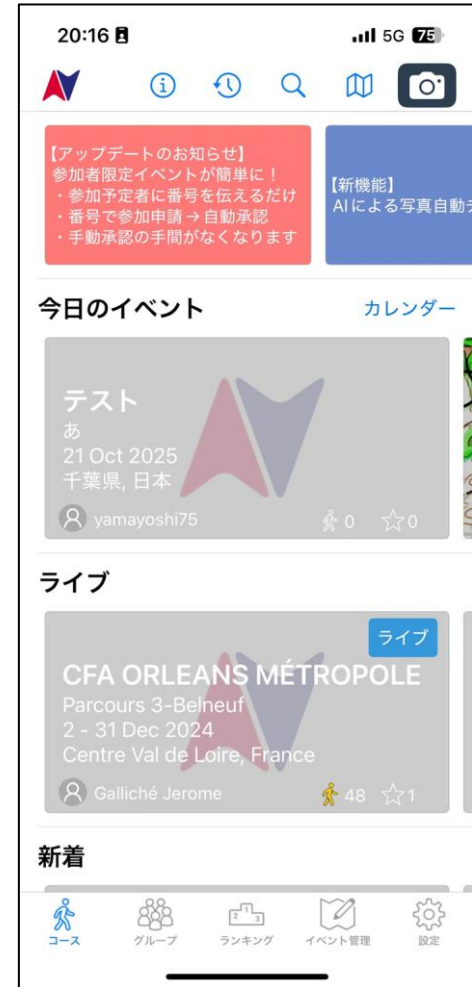 20:16
5G 75
【アップデートのお知らせ】
参加者限定イベントが簡単に！
・参加予定者に番号を伝えるだけ
・番号で参加申請→自動承認
・手動承認の手間がなくなります
【新機能】
AIによる写真自動
今日のイベント
カレンダー
テスト
あ
21 Oct 2025
千葉県, 日本
yamayoshi75
0
0
ライブ
ライブ
CFA ORLEANS MÉTROPOLE
Parcours 3-Belneuf
2 - 31 Dec 2024
Centre Val de Loire, France
Galliché Jerome
48
1
新着
2 1 3
コース
グループ
ランキング
イベント管理
設定